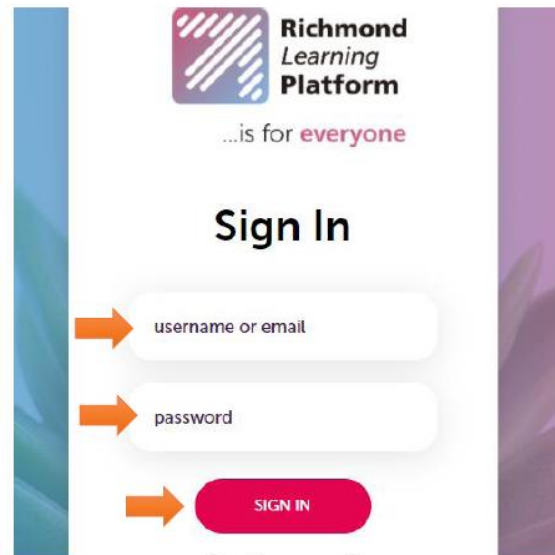 Richmond
Learning
Platform
...is for everyone
Sign In
username or email
password
SIGN IN